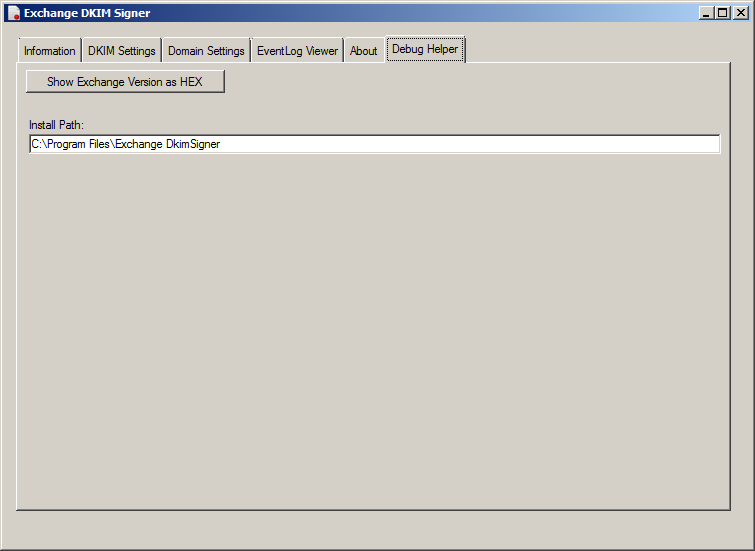 Exchange DKIM Signer
Information DKIM Settings Domain Settings EventLog Viewer About Debug Helper
Show Exchange Version as HEX
Install Path:
C:\Program Files\Exchange DkimSigner